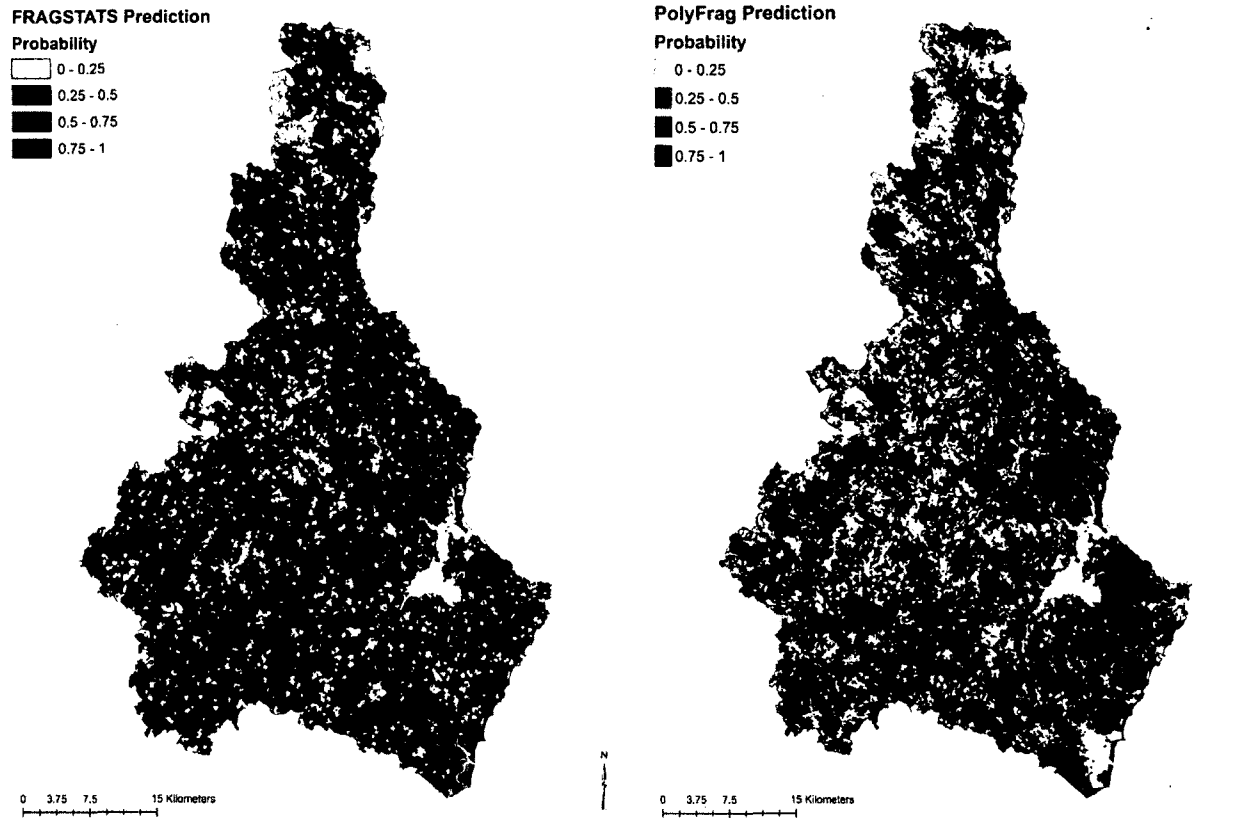 FRAGSTATS Prediction
Probability
0 - 0.25
0.25 - 0.5
0.5 - 0.75
0.75 - 1
0 3.75 7.5 15 Kilometers
N
PolyFrag Prediction
Probability
0 - 0.25
0.25 - 0.5
0.5 - 0.75
0.75 - 1
0 3.75 7.5 15 Kilometers